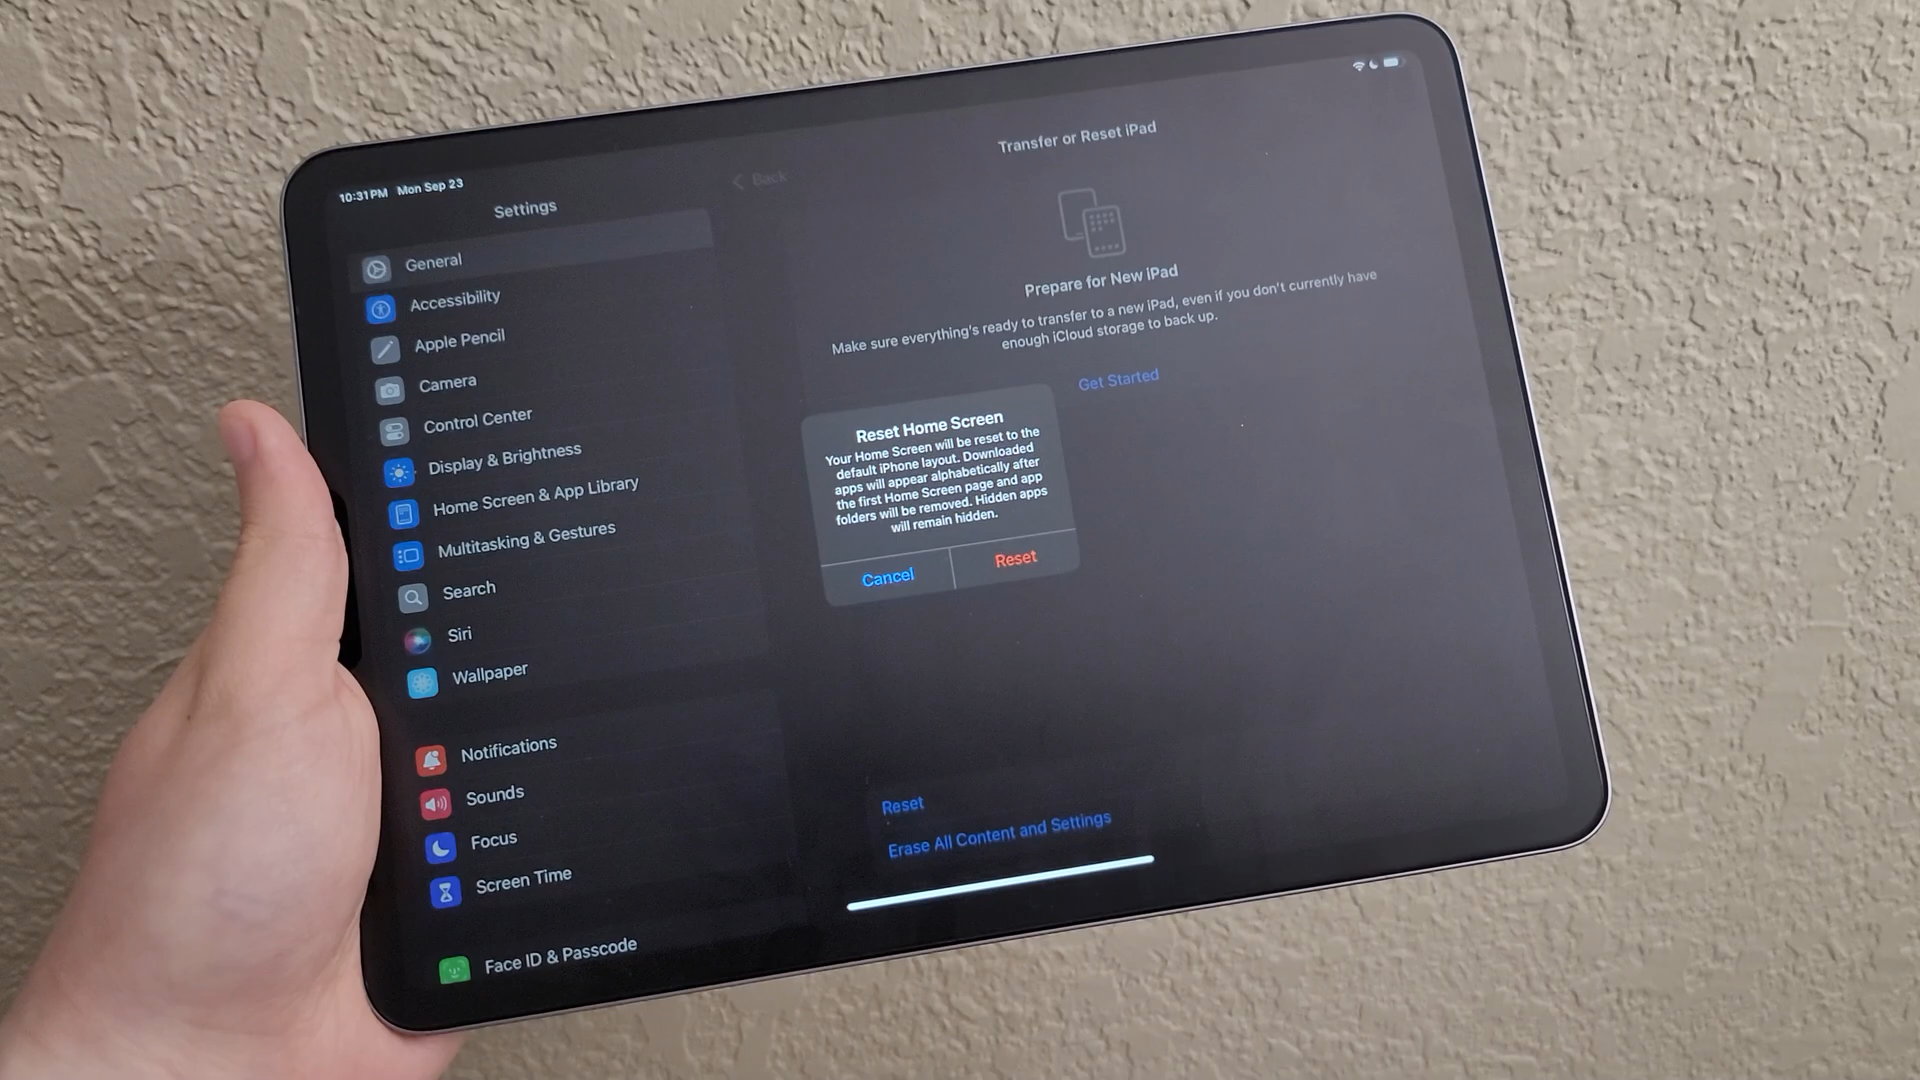 10:31 PM Mon Sep 23
Settings
General
Accessibility
Apple Pencil
Camera
Control Center
Display & Brightness
Home Screen & App Library
Multitasking & Gestures
Search
Siri
Wallpaper
Notifications
Sounds
Focus
Screen Time
Face ID & Passcode
Back
Transfer or Reset iPad
Prepare for New iPad
Make sure everything's ready to transfer to a new iPad, even if you don't currently have
enough iCloud storage to back up.
Get Started
Reset Home Screen
Your Home Screen will be reset to the
default iPhone layout. Downloaded
apps will appear alphabetically after
the first Home Screen page and app
folders will be removed. Hidden apps
will remain hidden.
Cancel
Reset
Reset
Erase All Content and Settings